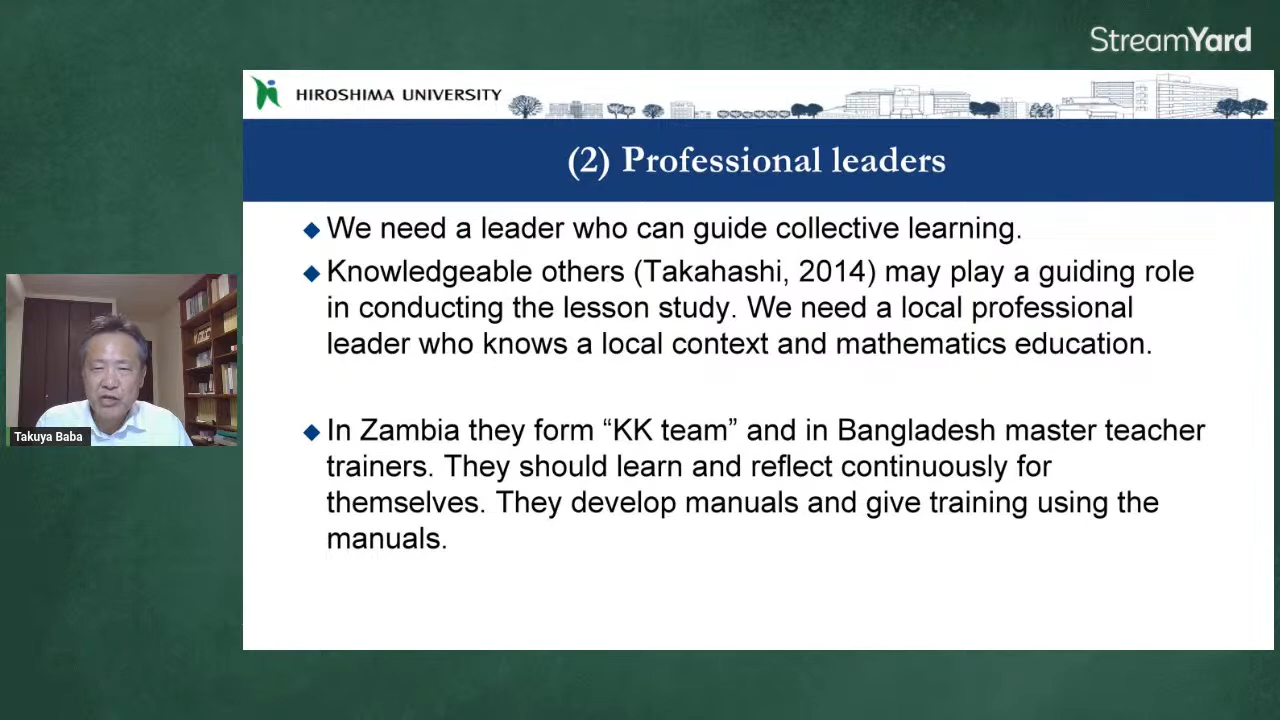 StreamYard
HIROSHIMA UNIVERSITY
(2) Professional leaders
We need a leader who can guide collective learning.
Knowledgeable others (Takahashi, 2014) may play a guiding role
in conducting the lesson study. We need a local professional
leader who knows a local context and mathematics education.
In Zambia they form “KK team” and in Bangladesh master teacher
trainers. They should learn and reflect continuously for
themselves. They develop manuals and give training using the
manuals.
Takuya Baba